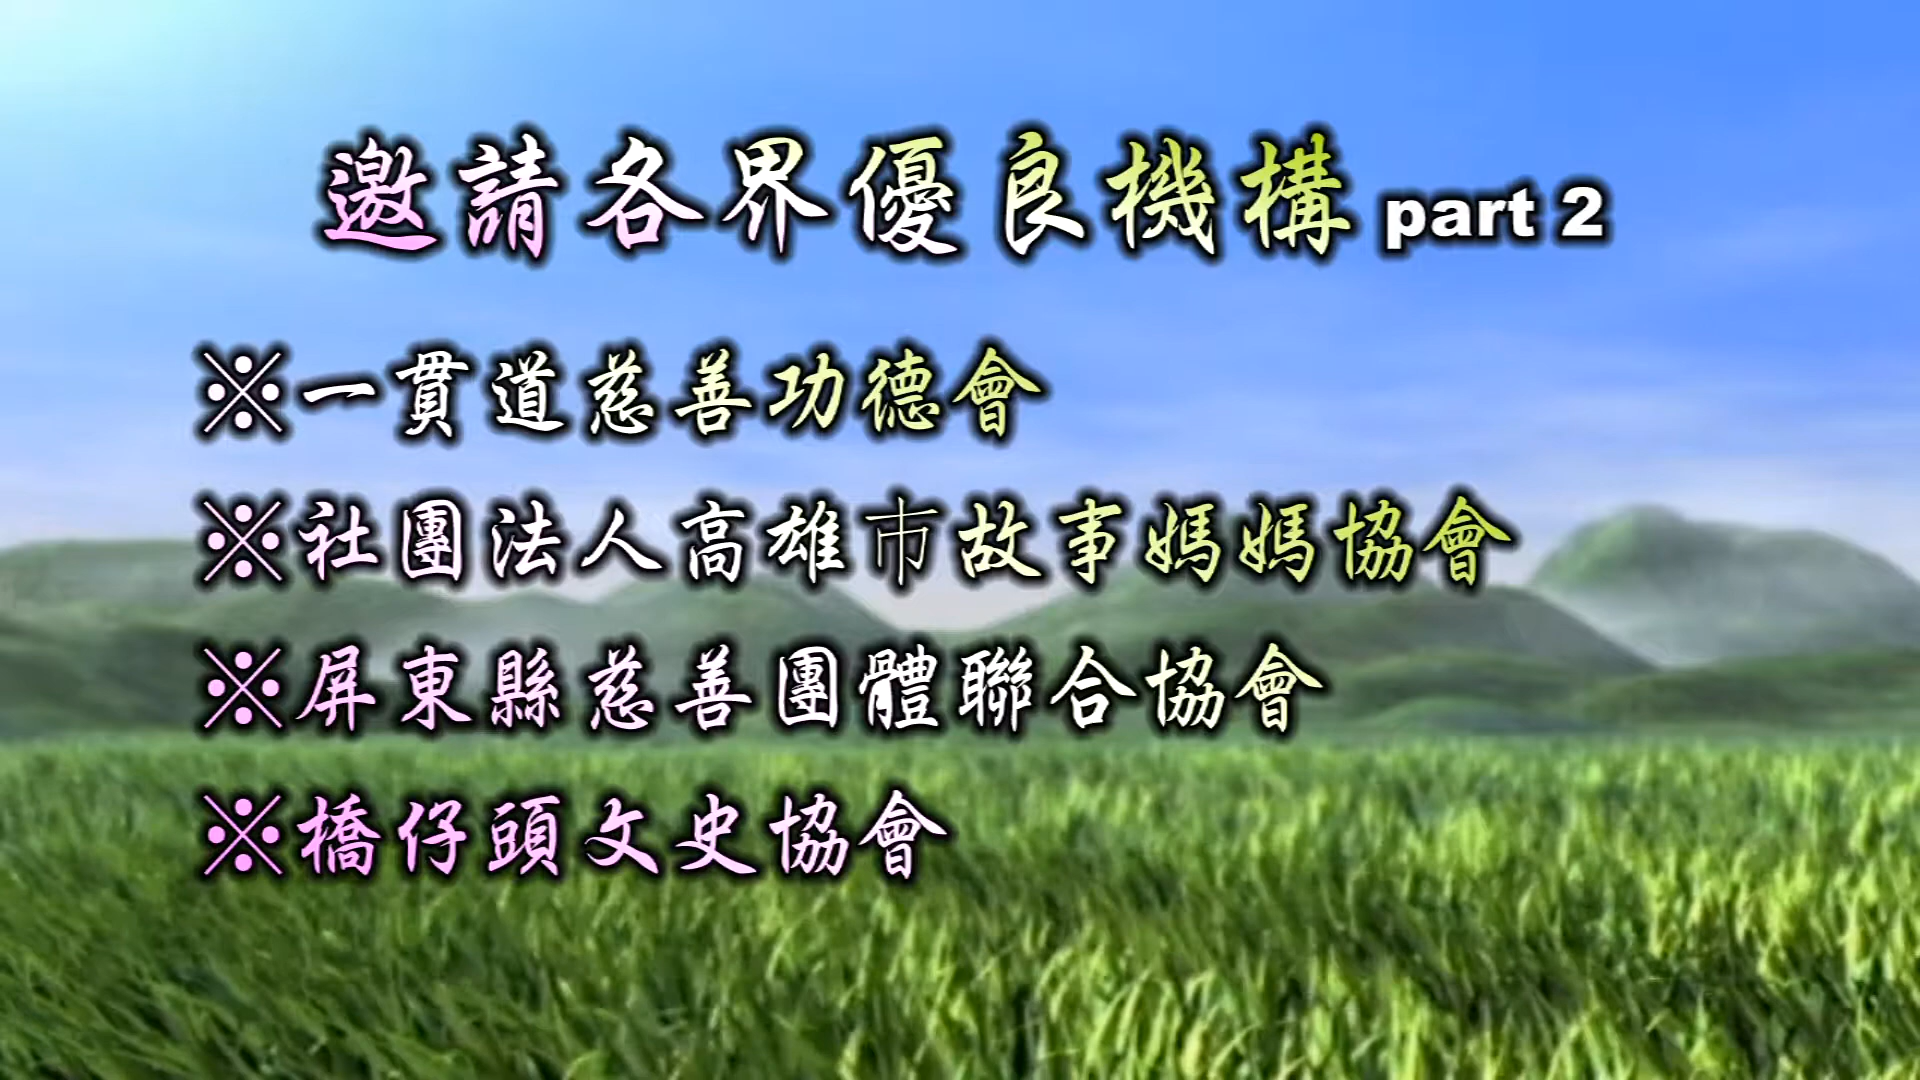 邀請各界優良機構 part 2
※一貫道慈善功德會
※社團法人高雄市故事媽媽協會
※屏東縣慈善團體聯合協會
※橋仔頭文史協會